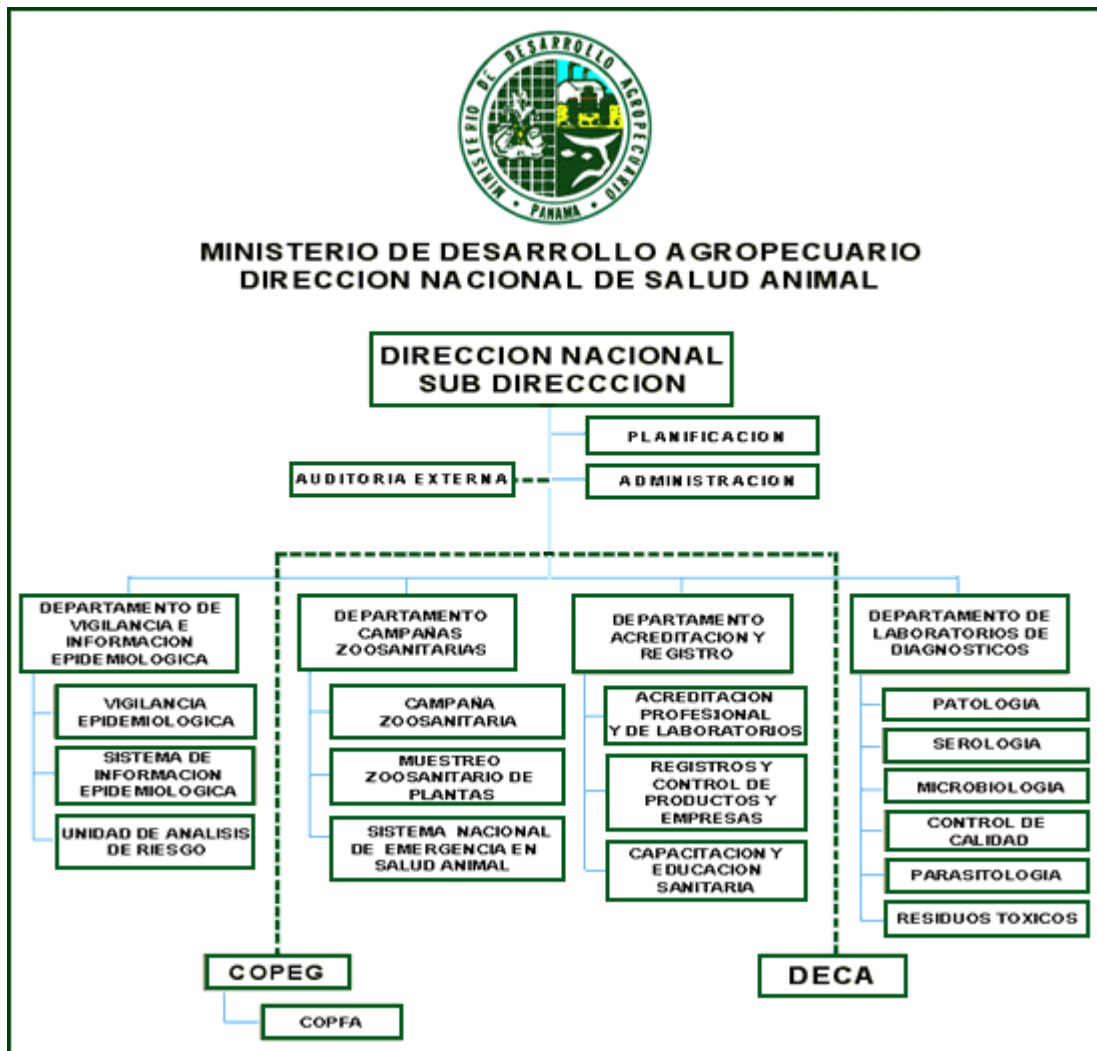 MINISTERIO DE DESARROLLO AGROPECUARIO
PANAMA
MINISTERIO DE DESARROLLO AGROPECUARIO
DIRECCION NACIONAL DE SALUD ANIMAL
DIRECCION NACIONAL
SUB DIRECCCION
PLANIFICACION
AUDITORIA EXTERNA
ADMINISTRACION
DEPARTAMENTO DE
VIGILANCIA E
INFORMACION
EPIDEMIOLOGICA
VIGILANCIA
EPIDEMIOLOGICA
SISTEMA DE
INFORMACION
EPIDEMIOLOGICA
UNIDAD DE ANALISIS
DE RIESGO
DEPARTAMENTO
CAMPAÑAS
ZOOSANITARIAS
CAMPAÑA
ZOOSANITARIA
MUESTREO
ZOOSANITARIO DE
PLANTAS
SISTEMA NACIONAL
DE EMERGENCIA EN
SALUD ANIMAL
DEPARTAMENTO
ACREDITACION Y
REGISTRO
ACREDITACION
PROFESIONAL
Y DE LABORATORIOS
REGISTROS Y
CONTROL DE
PRODUCTOS Y
EMPRESAS
CAPACITACION Y
EDUCACION
SANITARIA
DEPARTAMENTO DE
LABORATORIOS DE
DIAGNOSTICOS
PATOLOGIA
SEROLOGIA
MICROBIOLOGIA
CONTROL DE
CALIDAD
PARASITOLOGIA
RESIDUOS TOXICOS
COPEG
COPFA
DECA